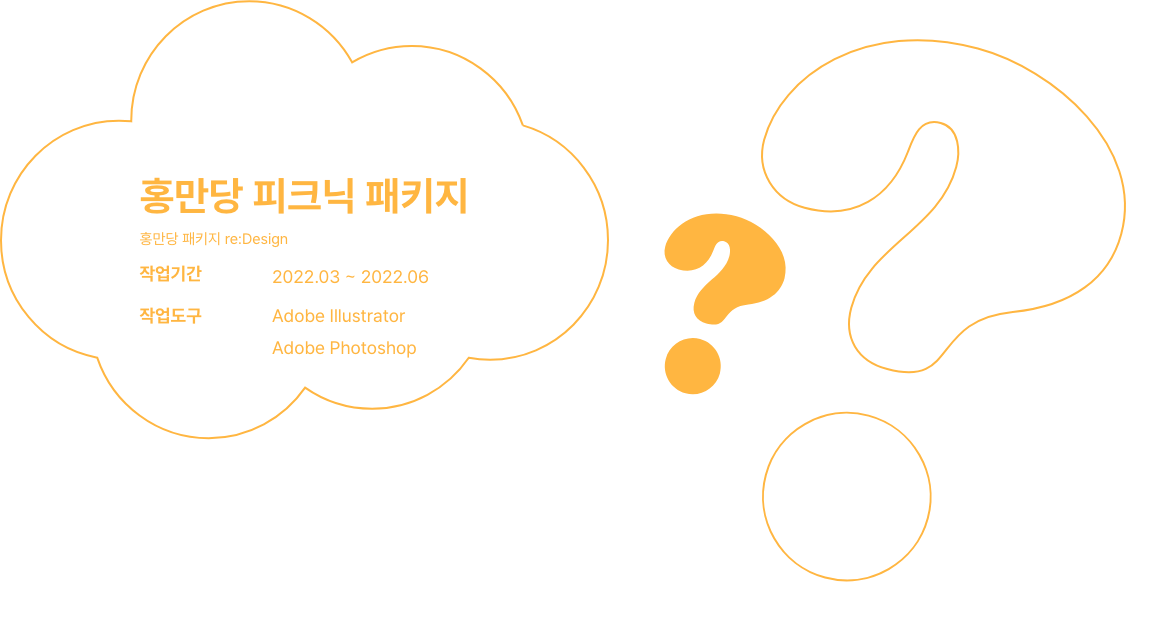 홍만당 피크닉 패키지
홍만당 패키지 re:Design
작업기간 2022.03 ~ 2022.06
작업도구 Adobe Illustrator
Adobe Photoshop
?
?